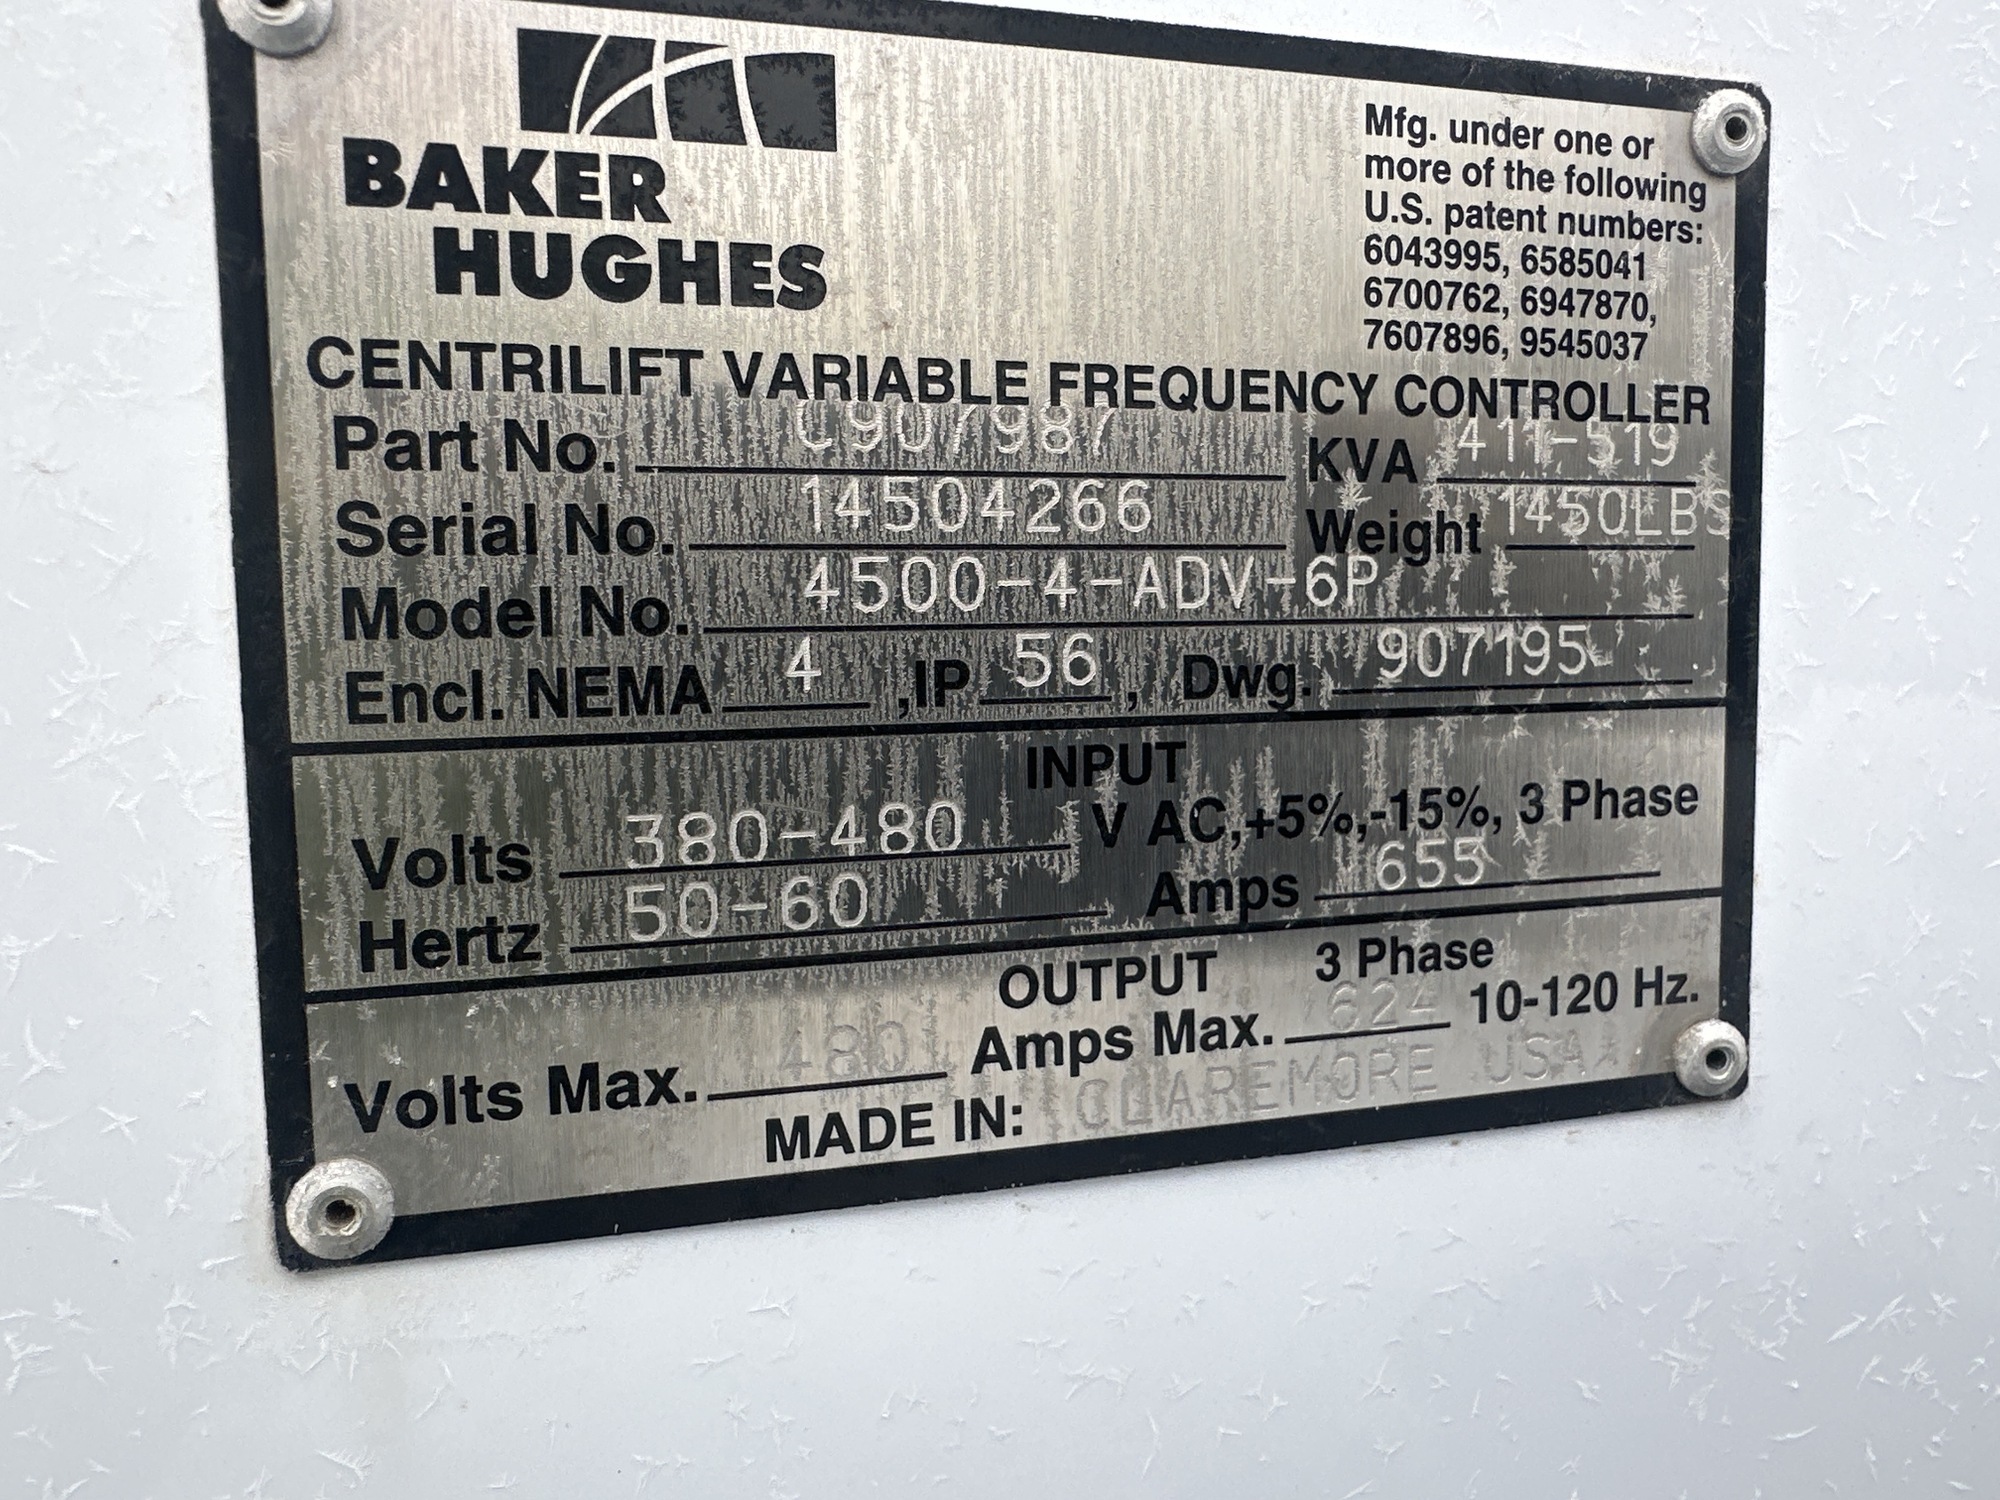 BAKER
HUGHES
Mfg. under one or
more of the following
U.S. patent numbers:
6043995, 6585041
6700762, 6947870,
7607896, 9545037
CENTRILIFT VARIABLE FREQUENCY CONTROLLER
Part No. C907987 KVA 411-519
Serial No. 14504266 Weight 1450LBS
Model No. 4500-4-ADV-6P
Encl. NEMA 4 ,IP 56 , Dwg. 907195
INPUT
Volts 380-480 V AC,+5%,-15%, 3 Phase
Hertz 50-60 Amps 655
OUTPUT 3 Phase
Volts Max. 480 Amps Max. 624 10-120 Hz.
MADE IN: CLAREMORE USA